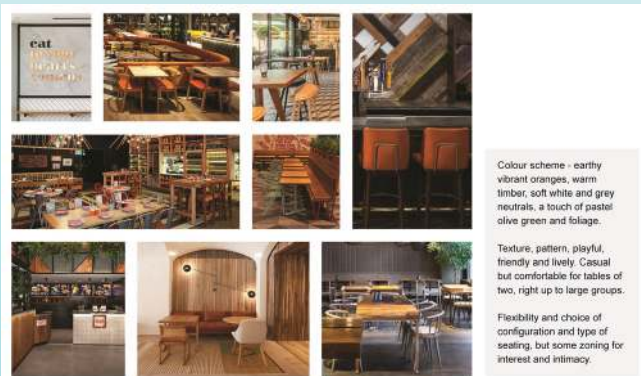 eat
Colour scheme - earthy
vibrant oranges, warm
timber, soft white and grey
neutrals, a touch of pastel
olive green and foliage.
Texture, pattern, playful,
friendly and lively. Casual
but comfortable for tables of
two, right up to large groups.
Flexibility and choice of
configuration and type of
seating, but some zoning for
interest and intimacy.